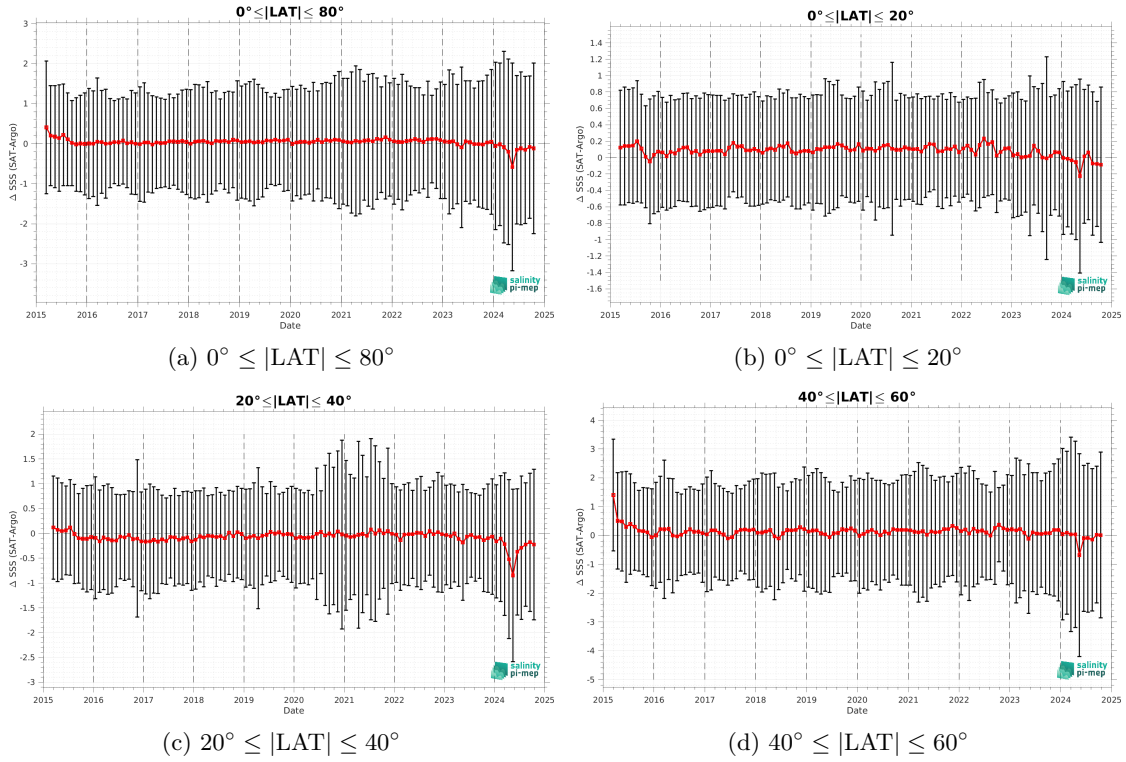 0°≤|LAT|≤ 80°
3
2
1
0
-1
-2
-3
Δ SSS (SAT-Argo)
2015 2016 2017 2018 2019 2020 2021 2022 2023 2024 2025
Date
salinity
pi-mep
(a) 0° ≤ |LAT| ≤ 80°
0°≤|LAT|≤ 20°
1.4
1.2
1
0.8
0.6
0.4
0.2
0
-0.2
-0.4
-0.6
-0.8
-1
-1.2
-1.4
-1.6
Δ SSS (SAT-Argo)
2015 2016 2017 2018 2019 2020 2021 2022 2023 2024 2025
Date
salinity
pi-mep
(b) 0° ≤ |LAT| ≤ 20°
20°≤|LAT|≤ 40°
2
1.5
1
0.5
0
-0.5
-1
-1.5
-2
-2.5
-3
Δ SSS (SAT-Argo)
2015 2016 2017 2018 2019 2020 2021 2022 2023 2024 2025
Date
salinity
pi-mep
(c) 20° ≤ |LAT| ≤ 40°
40°≤|LAT|≤ 60°
4
3
2
1
0
-1
-2
-3
-4
-5
Δ SSS (SAT-Argo)
2015 2016 2017 2018 2019 2020 2021 2022 2023 2024 2025
Date
salinity
pi-mep
(d) 40° ≤ |LAT| ≤ 60°